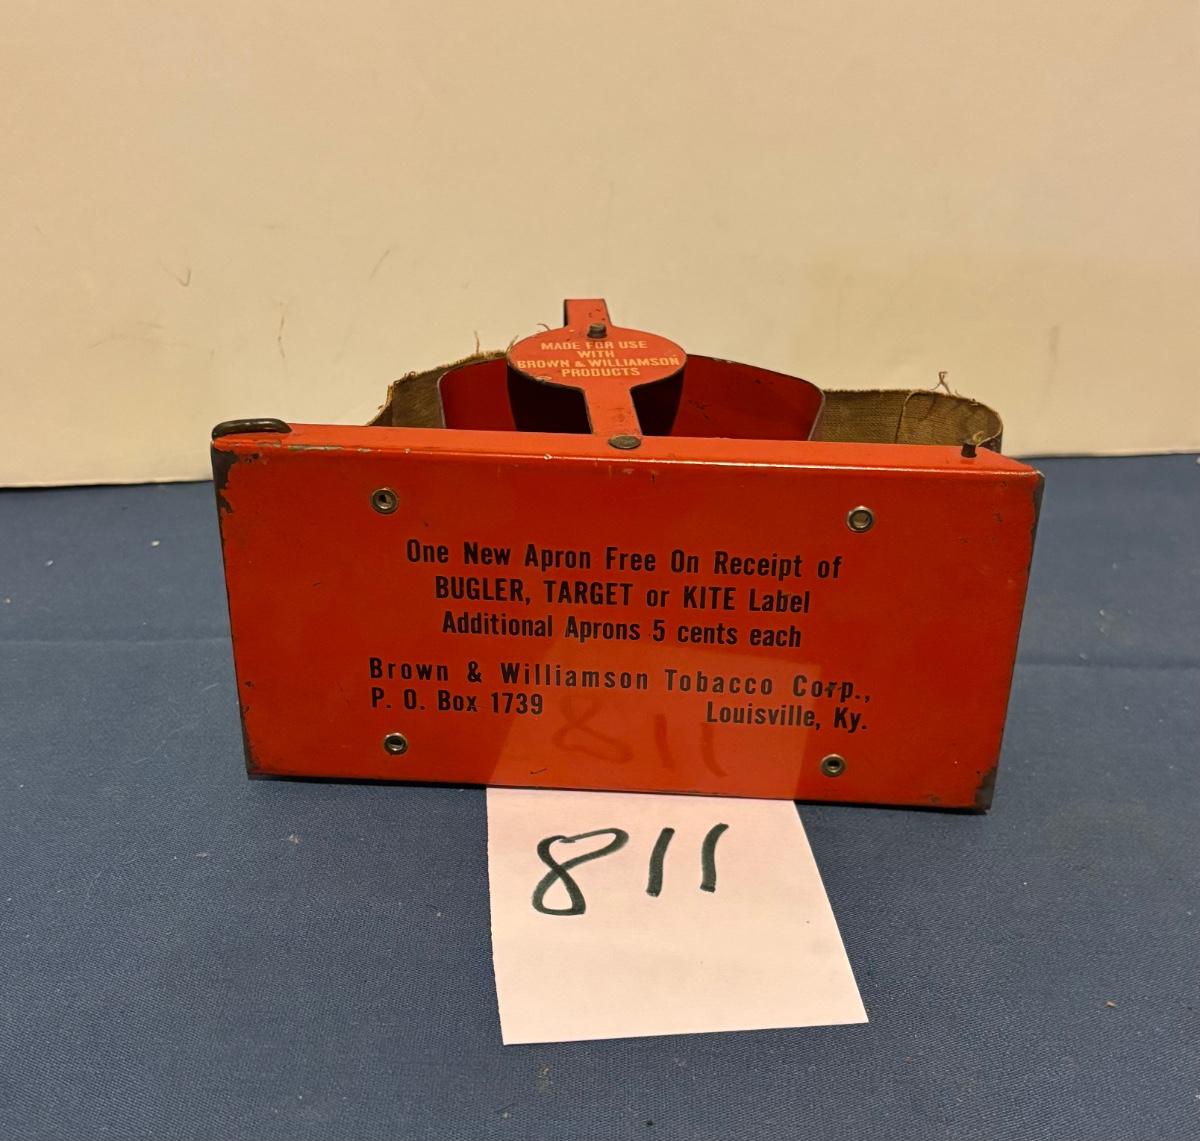 MADE FOR USE
WITH
BROWN & WILLIAMSON
PRODUCTS
One New Apron Free On Receipt of
BUGLER, TARGET or KITE Label
Additional Aprons 5 cents each
Brown & Williamson Tobacco Corp.,
P. O. Box 1739 Louisville, Ky.
811